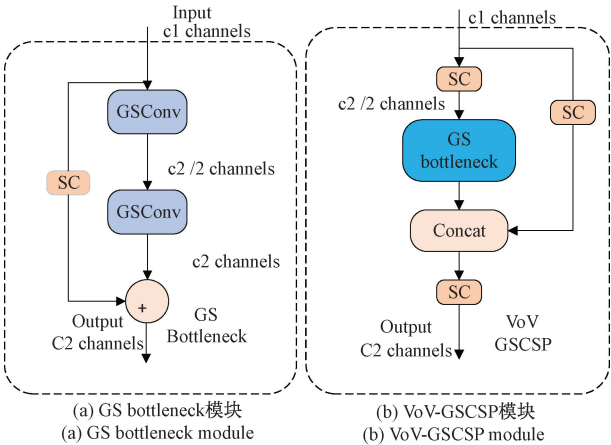 Input
c1 channels
GSConv
c2 /2 channels
SC
GSConv
c2 channels
+
Output
C2 channels
GS
Bottleneck
(a) GS bottleneck模块
(a) GS bottleneck module
c1 channels
SC
c2 /2 channels
SC
GS
bottleneck
Concat
SC
Output
C2 channels
VoV
GSCSP
(b) VoV-GSCSP模块
(b) VoV-GSCSP module